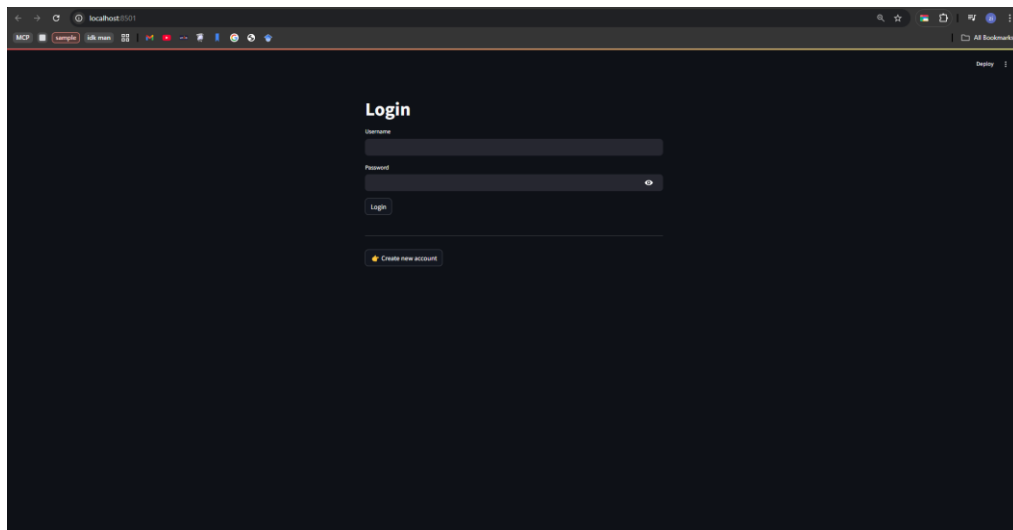 localhost:8501
MCP sample idk man All Bookmarks
Deploy
Login
Username
Password
Login
👉 Create new account